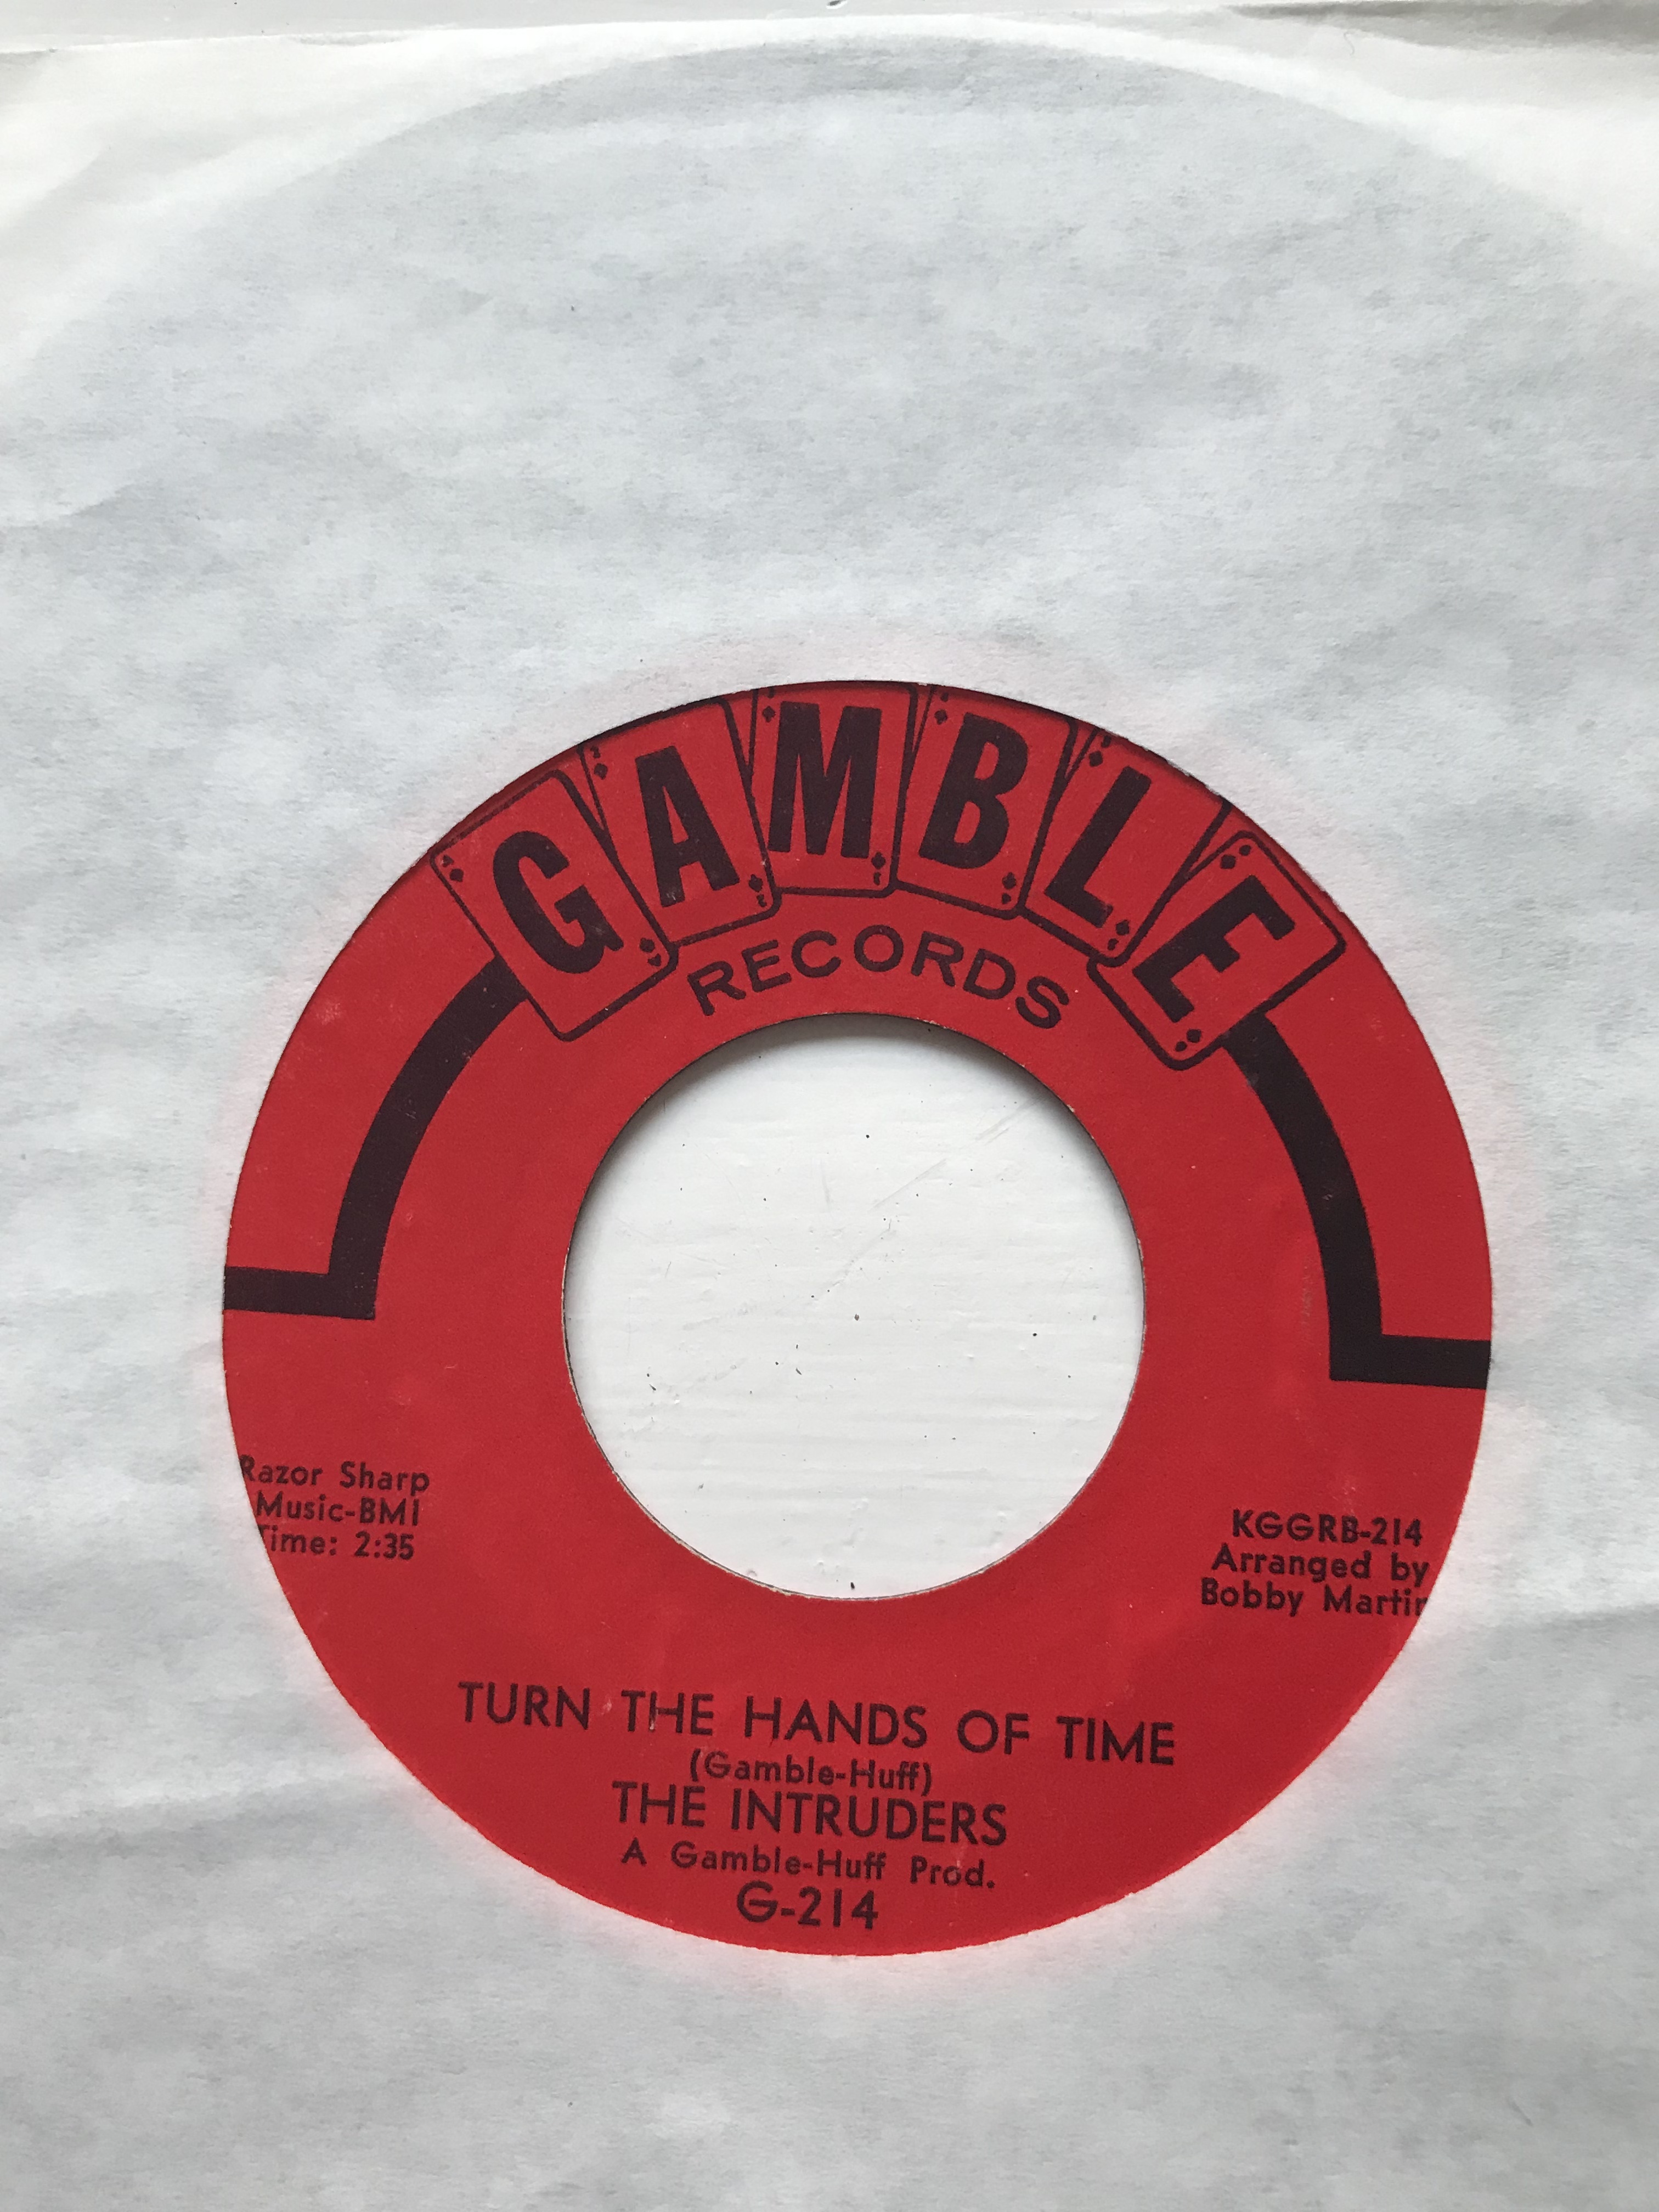 GAMBLE
RECORDS
Razor Sharp
Music-BMI
Time: 2:35
KGGRB-214
Arranged by
Bobby Martin
TURN THE HANDS OF TIME
(Gamble-Huff)
THE INTRUDERS
A Gamble-Huff Prod.
G-214